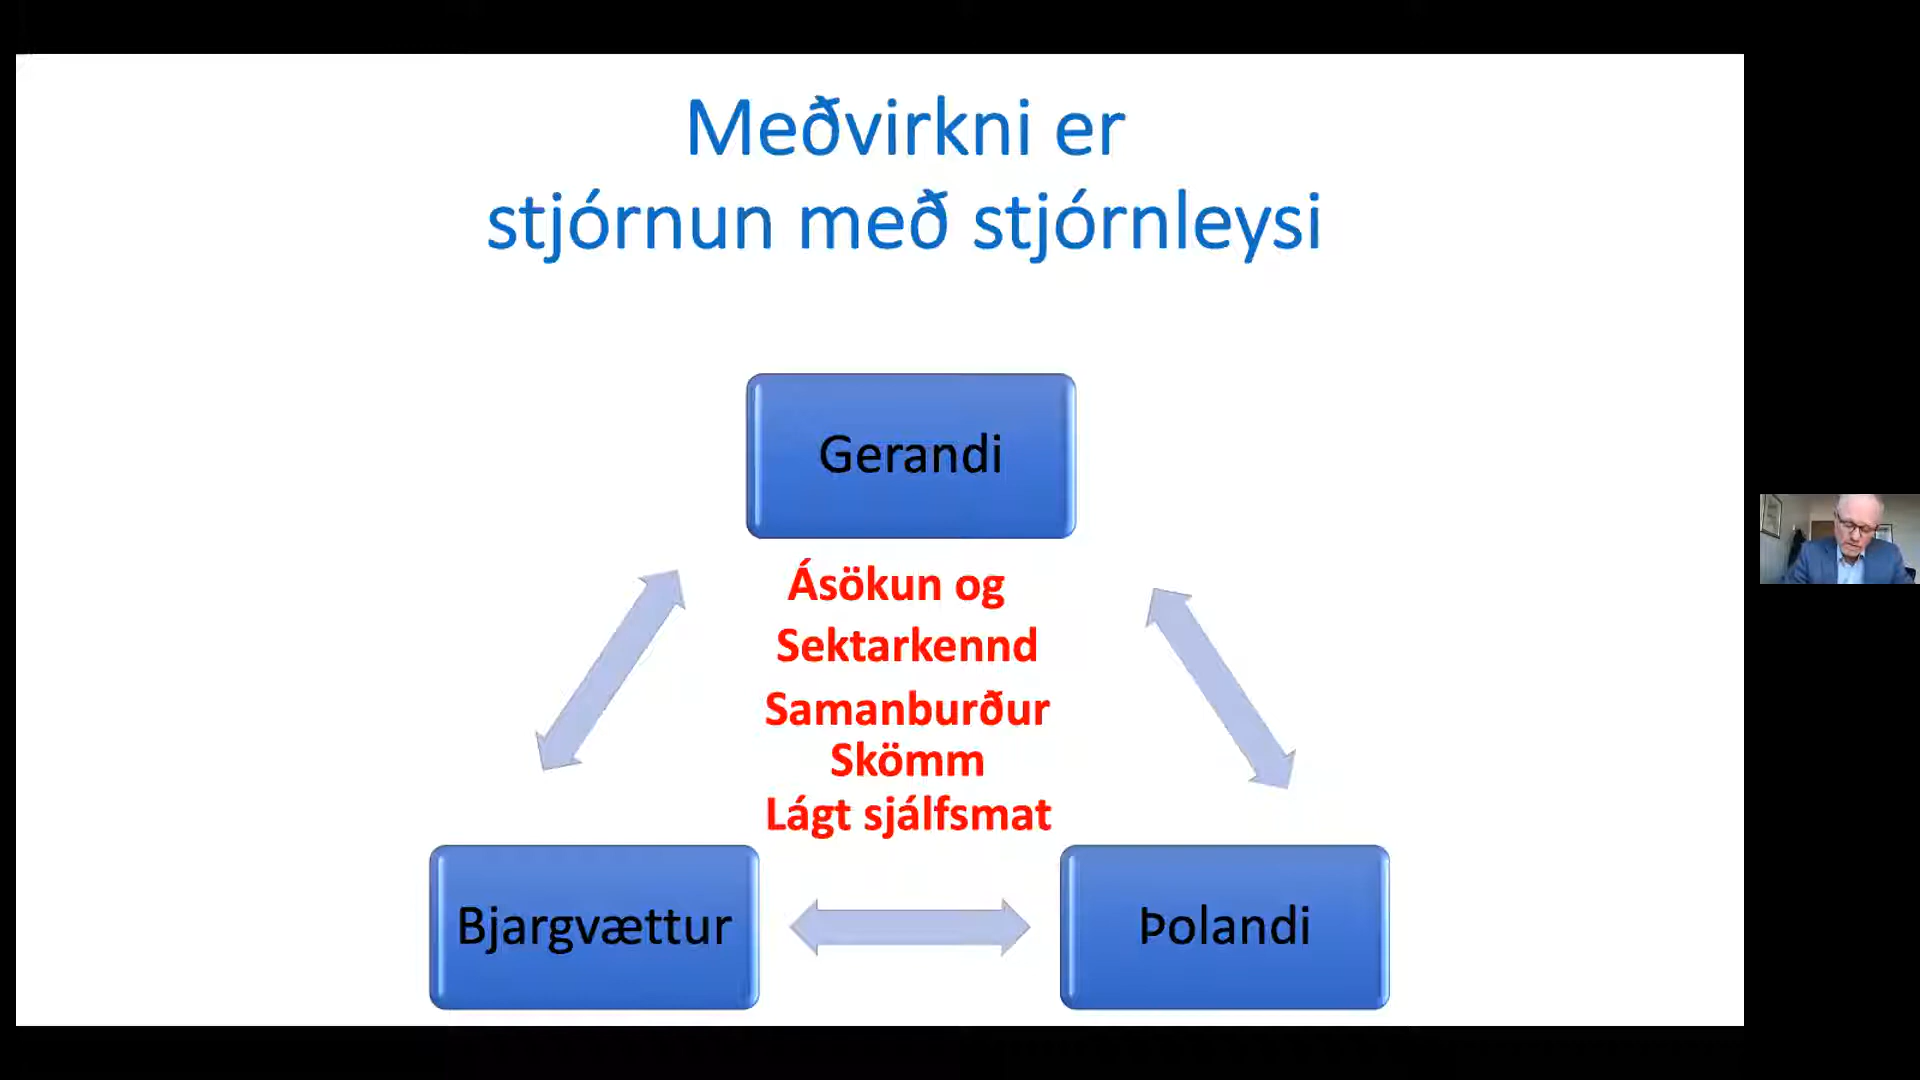 Meðvirkni er
stjórnun með stjórnleysi
Gerandi
Ásökun og
Sektarkennd
Samanburður
Skömm
Lágt sjálfsmat
Bjargvættur
Þolandi